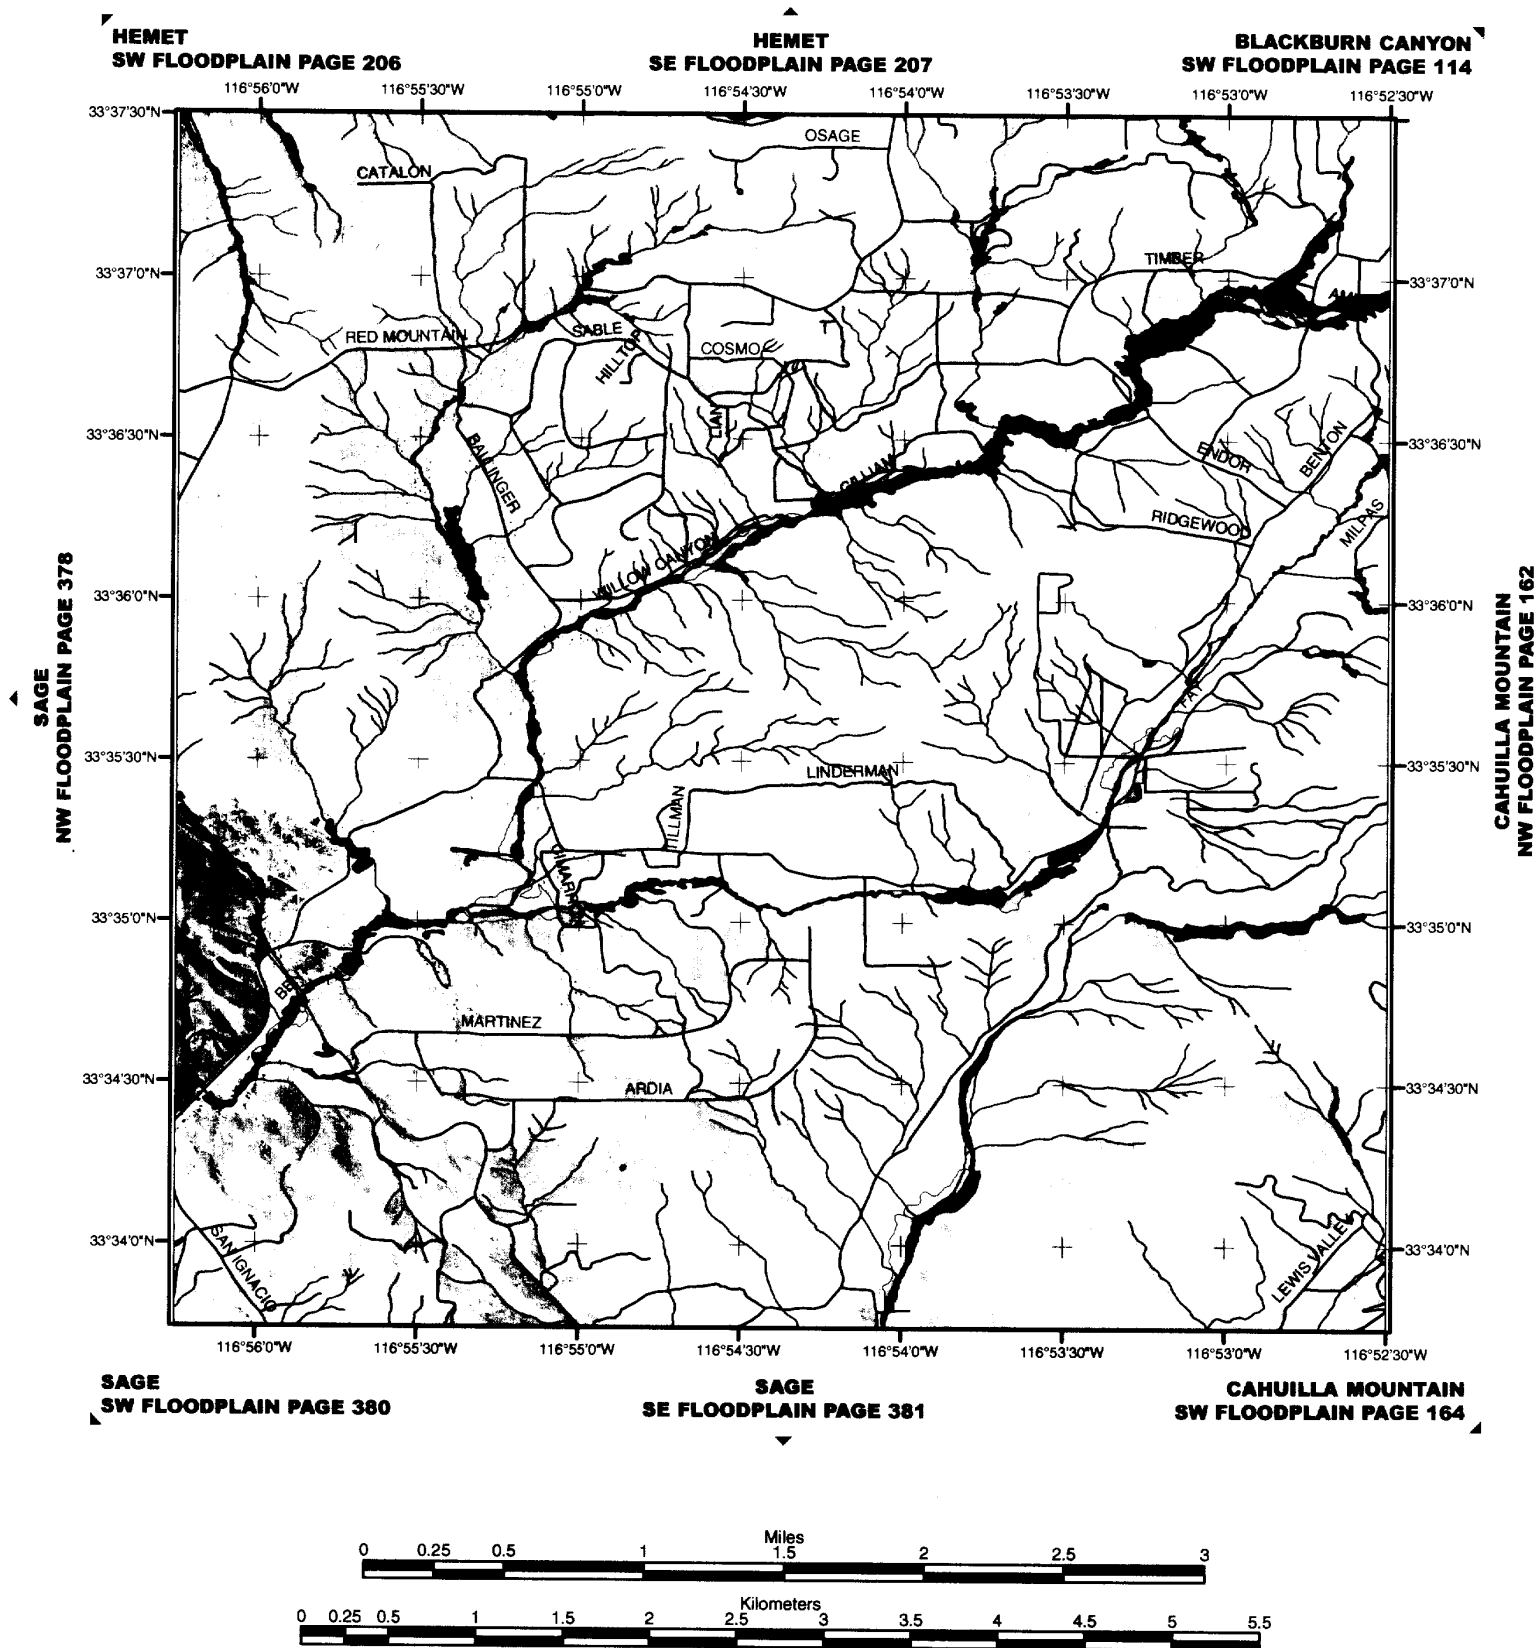 HEMET
SW FLOODPLAIN PAGE 206
HEMET
SE FLOODPLAIN PAGE 207
BLACKBURN CANYON
SW FLOODPLAIN PAGE 114
116°56'0"W 116°55'30"W 116°55'0"W 116°54'30"W 116°54'0"W 116°53'30"W 116°53'0"W 116°52'30"W
33°37'30"N
OSAGE
CATALON
TIMBER
33°37'0"N 33°37'0"N
RED MOUNTAIN
SABLE
HILLTOP
COSMO
LIAN
33°36'30"N 33°36'30"N
BALLINGER
GILLIAM
ENDOR
BENTON
RIDGEWOOD
MILPAS
WILLOW CANYON
33°36'0"N 33°36'0"N
SAGE
NW FLOODPLAIN PAGE 378
CAHUILLA MOUNTAIN
NW FLOODPLAIN PAGE 162
33°35'30"N 33°35'30"N
LINDERMAN
TILLMAN
33°35'0"N 33°35'0"N
MARTINEZ
33°34'30"N 33°34'30"N
ARDIA
33°34'0"N 33°34'0"N
SAN IGNACIO
LEWIS VALLEY
116°56'0"W 116°55'30"W 116°55'0"W 116°54'30"W 116°54'0"W 116°53'30"W 116°53'0"W 116°52'30"W
SAGE
SW FLOODPLAIN PAGE 380
SAGE
SE FLOODPLAIN PAGE 381
CAHUILLA MOUNTAIN
SW FLOODPLAIN PAGE 164
Miles
0 0.25 0.5 1 1.5 2 2.5 3
Kilometers
0 0.25 0.5 1 1.5 2 2.5 3 3.5 4 4.5 5 5.5